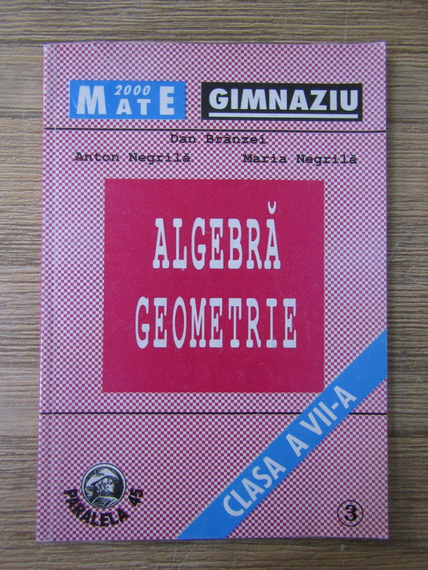 2000
MATE
GIMNAZIU
Dan Brânzei
Anton Negrilă Maria Negrilă
ALGEBRĂ
GEOMETRIE
CLASA A VII-A
PARALELA 45
3